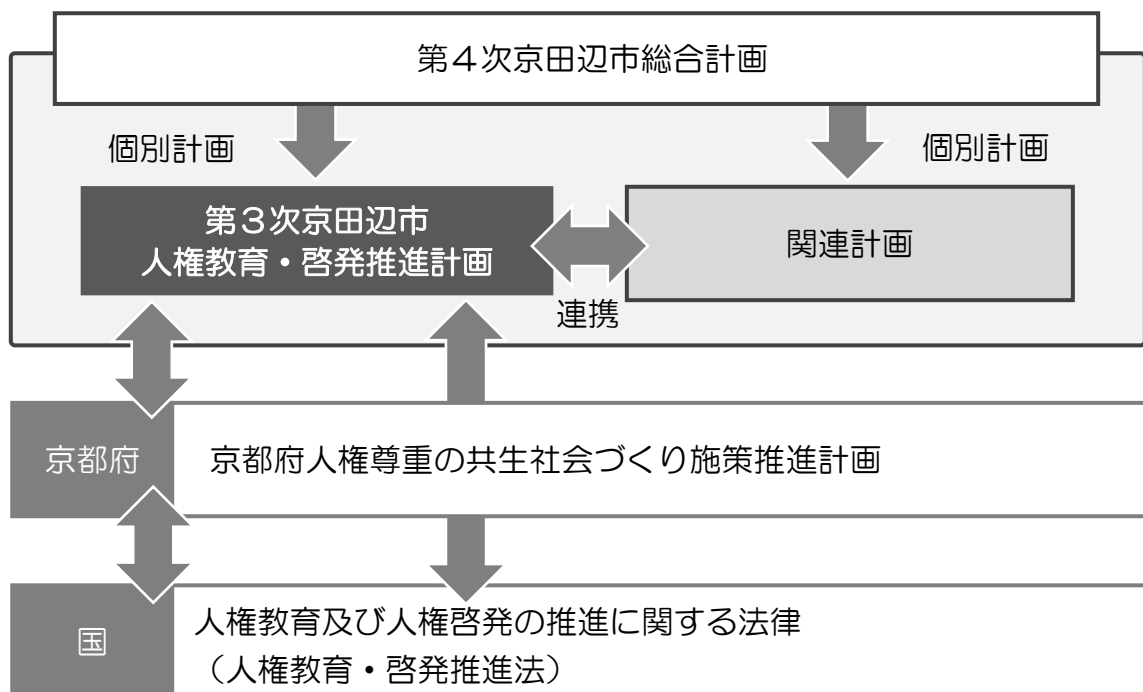 第４次京田辺市総合計画
個別計画
個別計画
第３次京田辺市
人権教育・啓発推進計画
関連計画
連携
京都府
京都府人権尊重の共生社会づくり施策推進計画
国
人権教育及び人権啓発の推進に関する法律
（人権教育・啓発推進法）